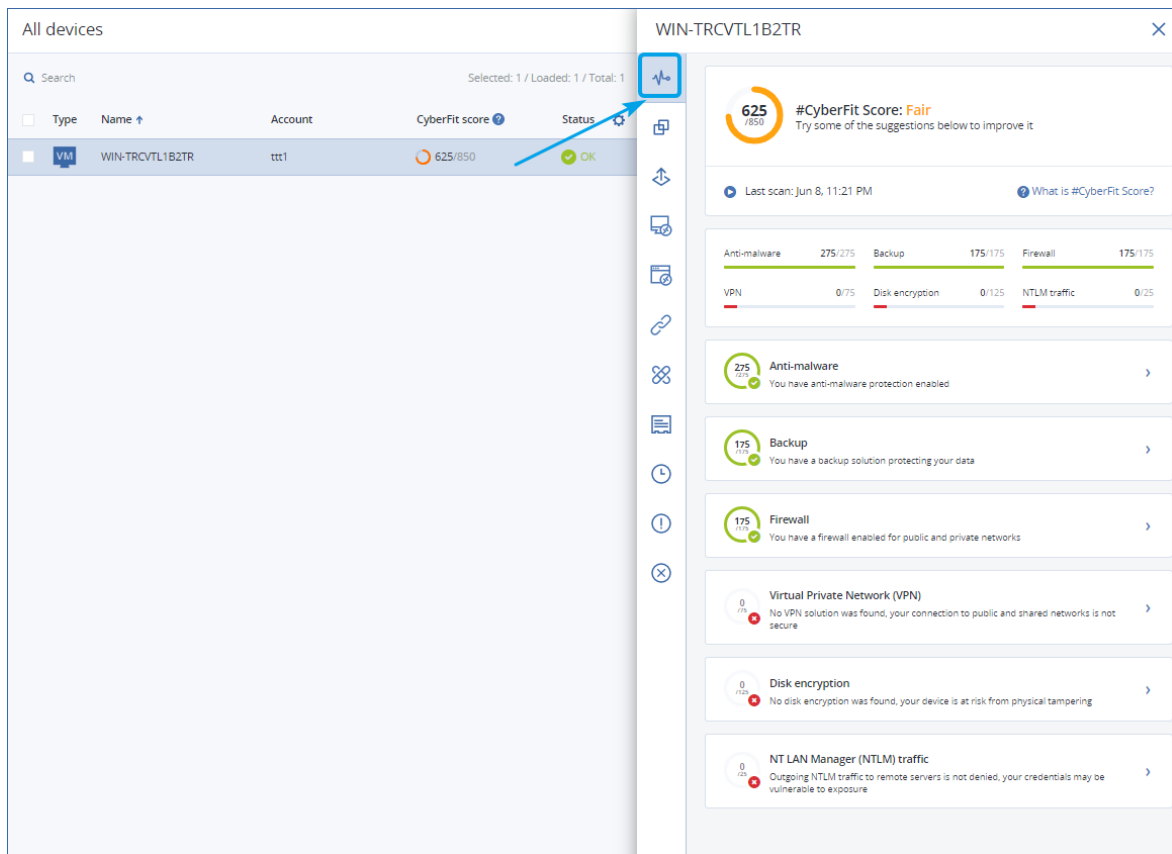 All devices
Search
Selected: 1 / Loaded: 1 / Total: 1
Type Name Account CyberFit score Status
VM WIN-TRCVTL1B2TR ttt1 625/850 OK
WIN-TRCVTL1B2TR
625
/850
#CyberFit Score: Fair
Try some of the suggestions below to improve it
Last scan: Jun 8, 11:21 PM
What is #CyberFit Score?
Anti-malware 275/275 Backup 175/175 Firewall 175/175
VPN 0/75 Disk encryption 0/125 NTLM traffic 0/25
275
/275
Anti-malware
You have anti-malware protection enabled
175
/175
Backup
You have a backup solution protecting your data
175
/175
Firewall
You have a firewall enabled for public and private networks
0
/75
Virtual Private Network (VPN)
No VPN solution was found, your connection to public and shared networks is not
secure
0
/125
Disk encryption
No disk encryption was found, your device is at risk from physical tampering
0
/25
NT LAN Manager (NTLM) traffic
Outgoing NTLM traffic to remote servers is not denied, your credentials may be
vulnerable to exposure